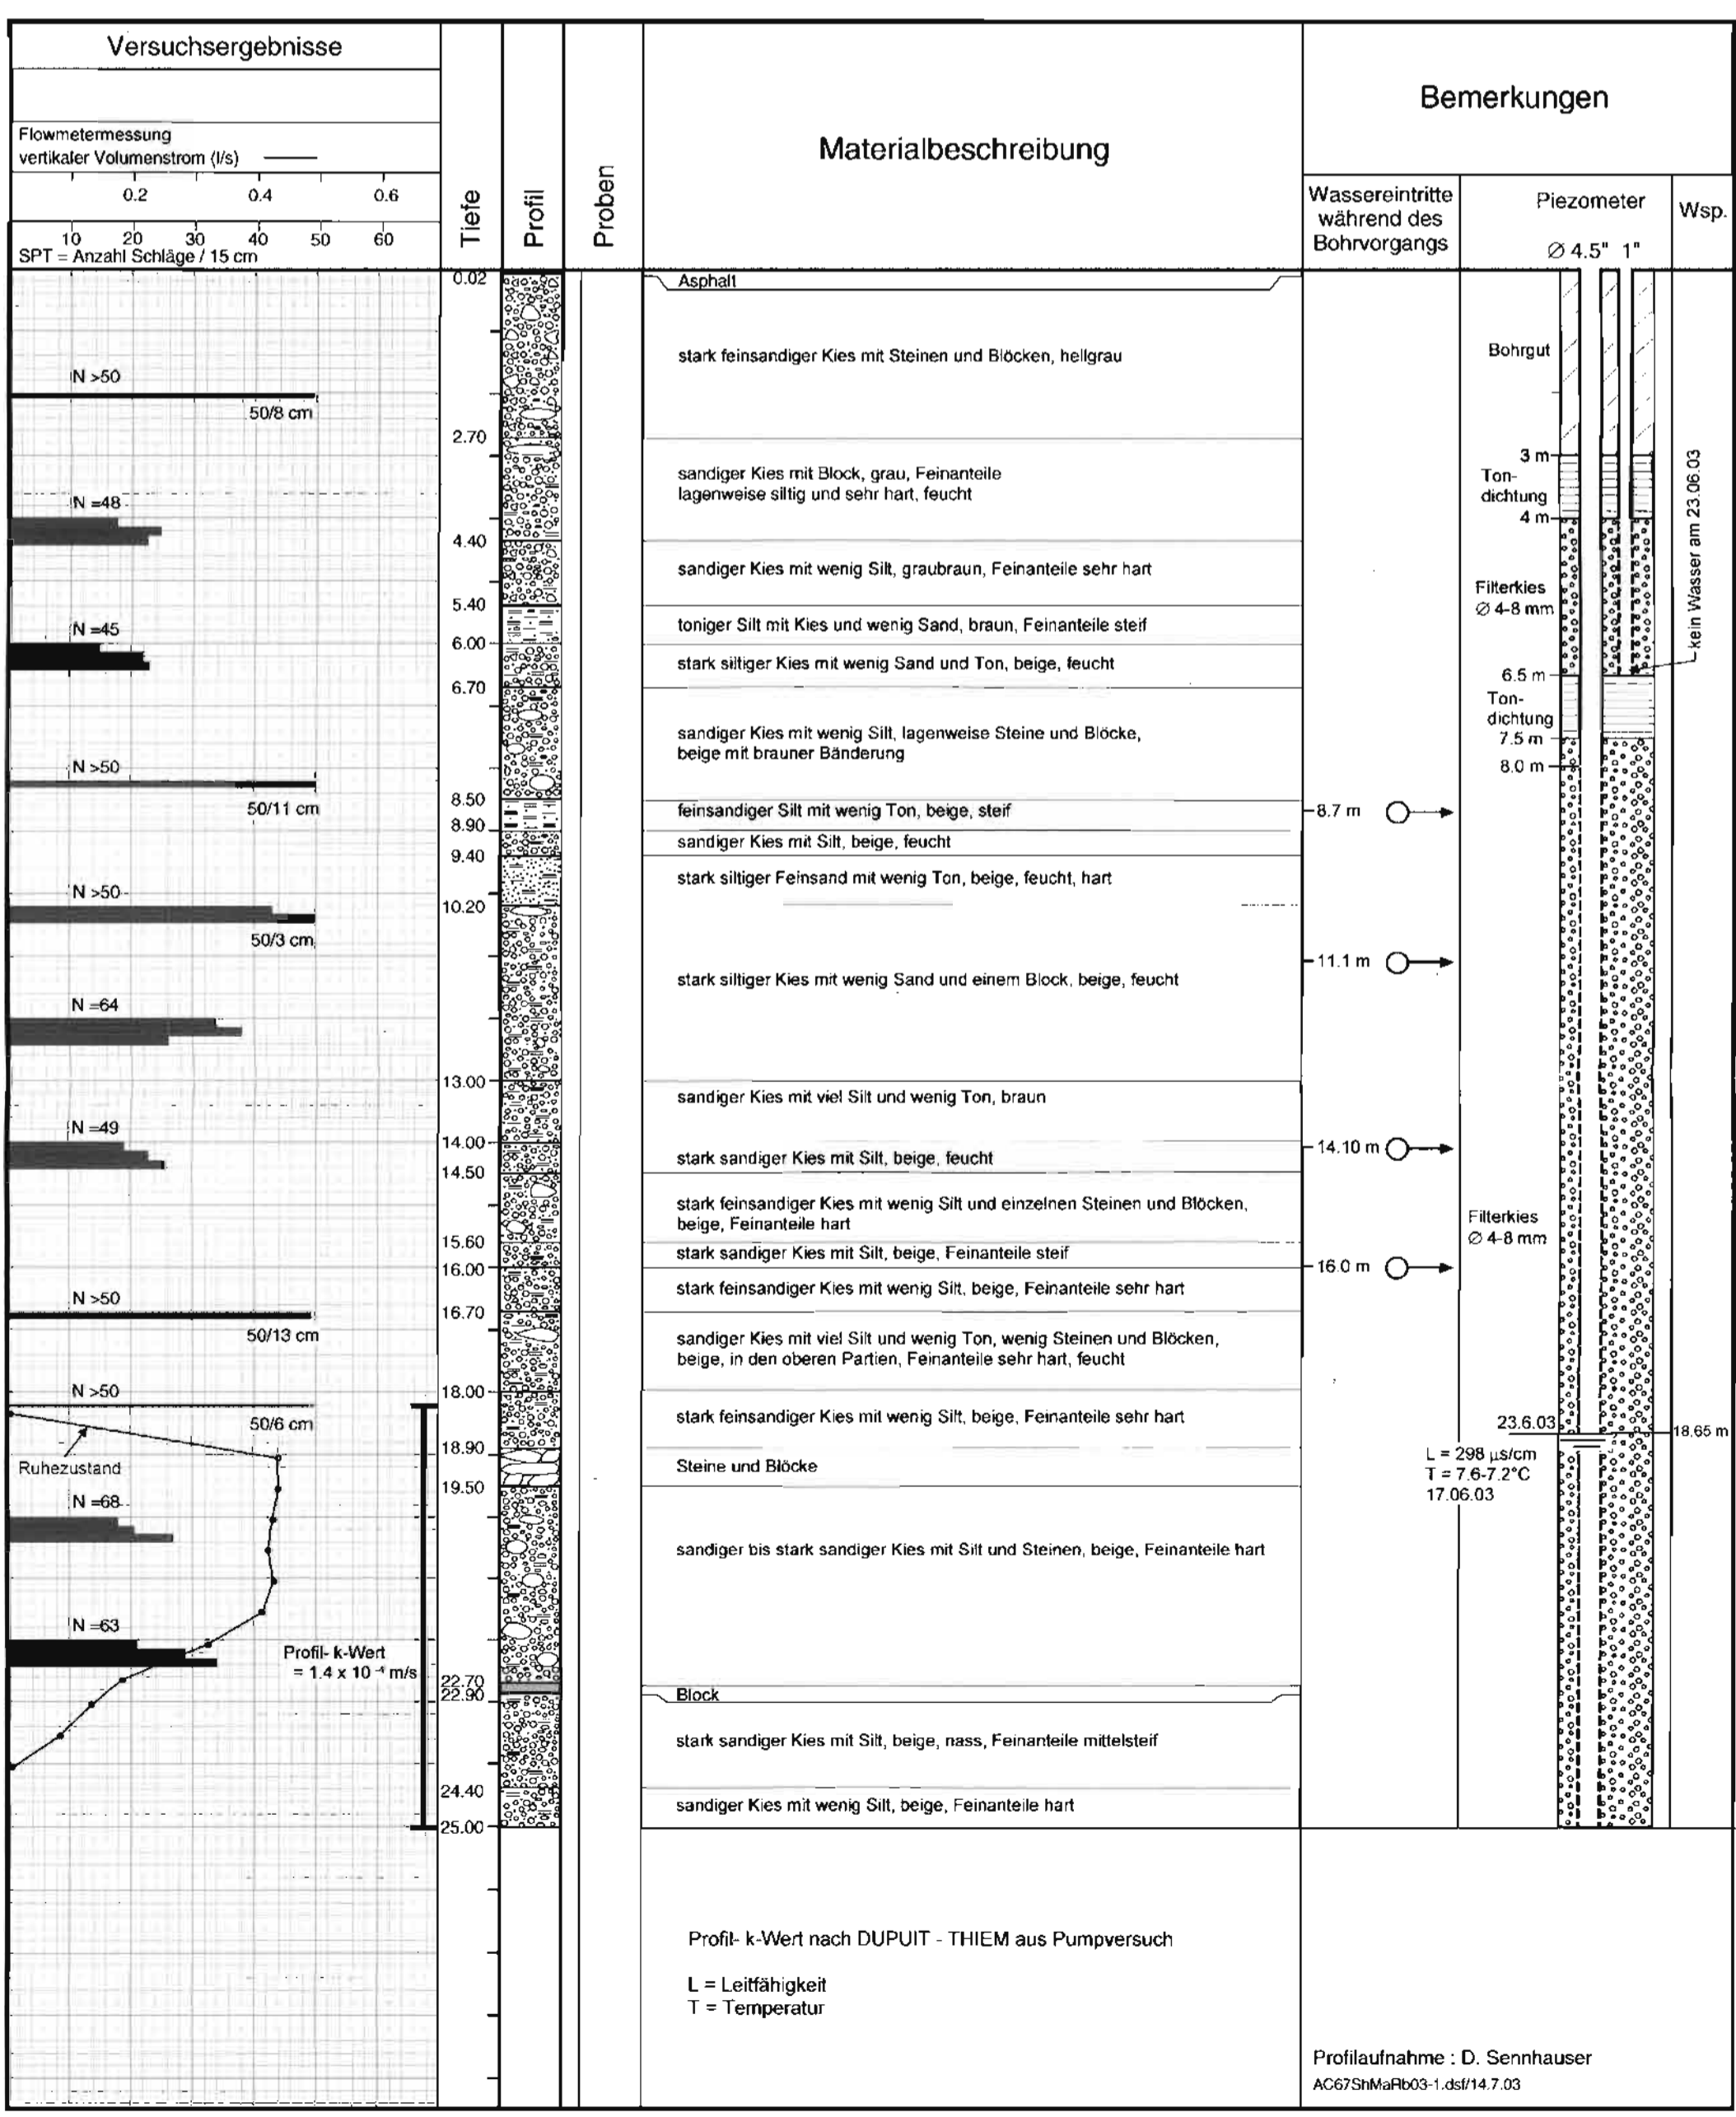 Versuchsergebnisse
Flowmetermessung
vertikaler Volumenstrom (l/s)
0.2 0.4 0.6
10 20 30 40 50 60
SPT = Anzahl Schläge / 15 cm
Tiefe
Profil
Proben
Materialbeschreibung
Bemerkungen
Wassereintritte
während des
Bohrvorgangs
Piezometer
Ø 4.5" 1"
Wsp.
N >50
50/8 cm
N =48
N =45
N >50
50/11 cm
N >50
50/3 cm
N =64
N =49
N >50
50/13 cm
N >50
50/6 cm
Ruhezustand
N =68
N =63
Profil- k-Wert
= 1.4 x 10 m/s
0.02
2.70
4.40
5.40
6.00
6.70
8.50
8.90
9.40
10.20
13.00
14.00
14.50
15.60
16.00
16.70
18.00
18.90
19.50
22.70
22.90
24.40
25.00
Asphalt
stark feinsandiger Kies mit Steinen und Blöcken, hellgrau
sandiger Kies mit Block, grau, Feinanteile
lagenweise siltig und sehr hart, feucht
sandiger Kies mit wenig Silt, graubraun, Feinanteile sehr hart
toniger Silt mit Kies und wenig Sand, braun, Feinanteile steif
stark siltiger Kies mit wenig Sand und Ton, beige, feucht
sandiger Kies mit wenig Silt, lagenweise Steine und Blöcke,
beige mit brauner Bänderung
feinsandiger Silt mit wenig Ton, beige, steif
sandiger Kies mit Silt, beige, feucht
stark siltiger Feinsand mit wenig Ton, beige, feucht, hart
stark siltiger Kies mit wenig Sand und einem Block, beige, feucht
sandiger Kies mit viel Silt und wenig Ton, braun
stark sandiger Kies mit Silt, beige, feucht
stark feinsandiger Kies mit wenig Silt und einzelnen Steinen und Blöcken,
beige, Feinanteile hart
stark sandiger Kies mit Silt, beige, Feinanteile steif
stark feinsandiger Kies mit wenig Silt, beige, Feinanteile sehr hart
sandiger Kies mit viel Silt und wenig Ton, wenig Steinen und Blöcken,
beige, in den oberen Partien, Feinanteile sehr hart, feucht
stark feinsandiger Kies mit wenig Silt, beige, Feinanteile sehr hart
Steine und Blöcke
sandiger bis stark sandiger Kies mit Silt und Steinen, beige, Feinanteile hart
Block
stark sandiger Kies mit Silt, beige, nass, Feinanteile mittelsteif
sandiger Kies mit wenig Silt, beige, Feinanteile hart
Profil- k-Wert nach DUPUIT - THIEM aus Pumpversuch
L = Leitfähigkeit
T = Temperatur
8.7 m
11.1 m
14.10 m
16.0 m
Bohrgut
3 m
Ton-
dichtung
4 m
Filterkies
Ø 4-8 mm
6.5 m
Ton-
dichtung
7.5 m
8.0 m
Filterkies
Ø 4-8 mm
23.6.03
L = 298 µs/cm
T = 7.6-7.2°C
17.06.03
kein Wasser am 23.06.03
18.65 m
Profilaufnahme : D. Sennhauser
AC67ShMaRb03-1.dsf/14.7.03